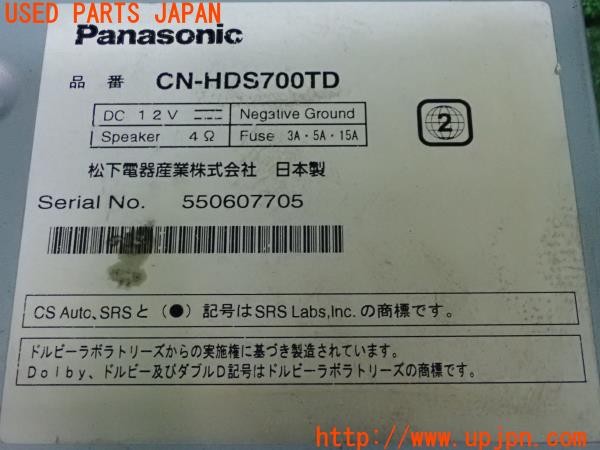 USED PARTS JAPAN
Panasonic
品 番 CN-HDS700TD
DC 12V Negative Ground
Speaker 4Ω Fuse 3A・5A・15A
2
松下電器産業株式会社 日本製
Serial No. 550607705
CS Auto、SRSと (●) 記号はSRS Labs,Inc.の商標です。
ドルビーラボラトリーズからの実施権に基づき製造されています。
Dolby、ドルビー及びダブルD記号はドルビーラボラトリーズの商標です。
UPJ
http://www.upjpn.com